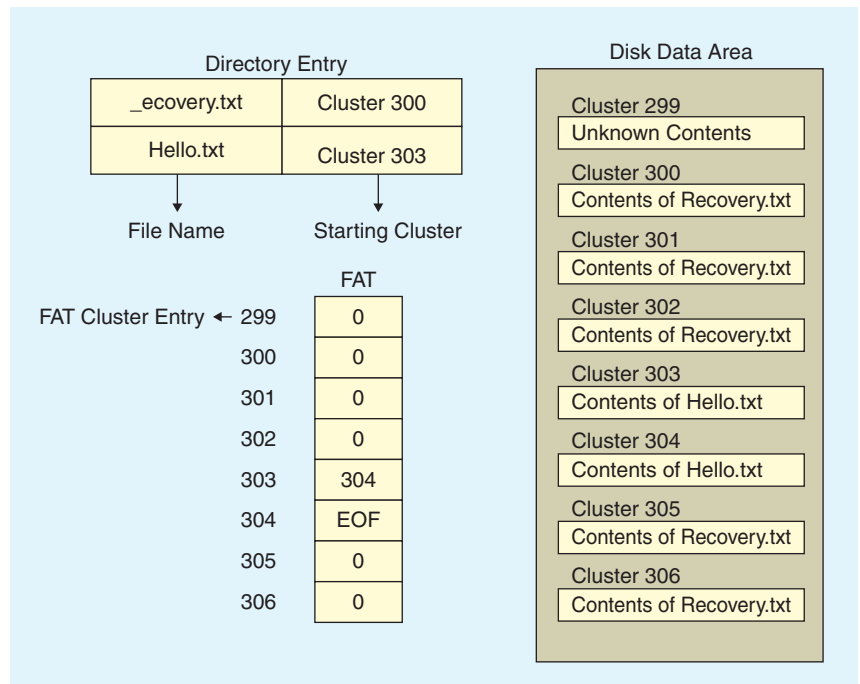 Directory Entry
_ecovery.txt Cluster 300
Hello.txt Cluster 303
File Name Starting Cluster
FAT
FAT Cluster Entry ← 299 0
300 0
301 0
302 0
303 304
304 EOF
305 0
306 0
Disk Data Area
Cluster 299
Unknown Contents
Cluster 300
Contents of Recovery.txt
Cluster 301
Contents of Recovery.txt
Cluster 302
Contents of Recovery.txt
Cluster 303
Contents of Hello.txt
Cluster 304
Contents of Hello.txt
Cluster 305
Contents of Recovery.txt
Cluster 306
Contents of Recovery.txt